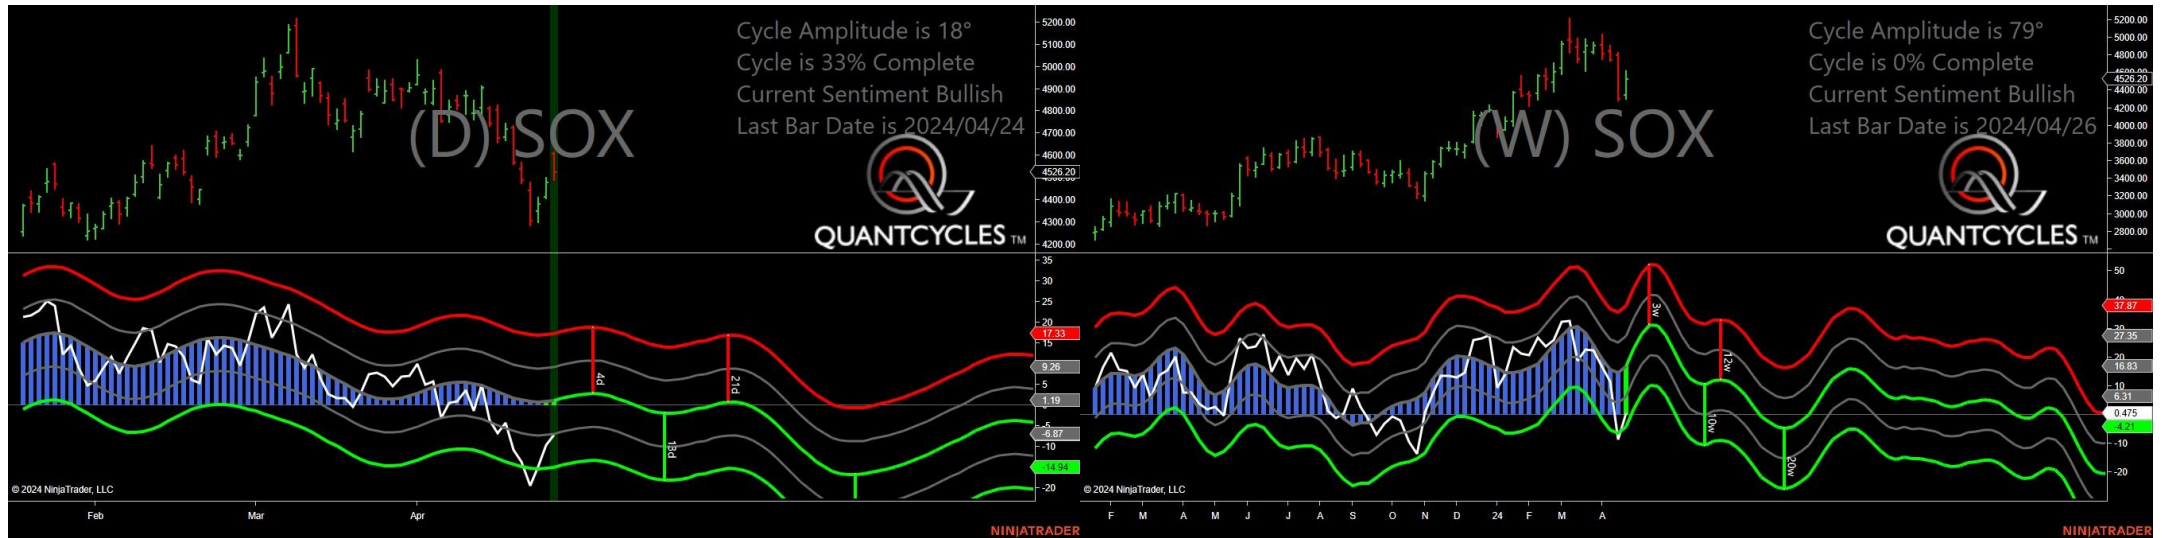 Cycle Amplitude is 18°
Cycle is 33% Complete
Current Sentiment Bullish
Last Bar Date is 2024/04/24
(D) SOX
QUANTCYCLES TM
5200.00
5100.00
5000.00
4900.00
4800.00
4700.00
4600.00
4526.20
4400.00
4300.00
4200.00
35
30
25
20
17.33
15
9.26
5
1.19
-5
-6.87
-10
-14.94
-20
4d
13d
21d
© 2024 NinjaTrader, LLC
Feb
Mar
Apr
NINJATRADER
Cycle Amplitude is 79°
Cycle is 0% Complete
Current Sentiment Bullish
Last Bar Date is 2024/04/26
(W) SOX
QUANTCYCLES TM
5200.00
5000.00
4800.00
4526.20
4400.00
4200.00
4000.00
3800.00
3600.00
3400.00
3200.00
3000.00
2800.00
50
37.87
27.35
20
16.83
10
6.31
0.475
-4.21
-10
-20
3w
10w
12w
20w
© 2024 NinjaTrader, LLC
F
M
A
M
J
J
A
S
O
N
D
24
F
M
A
NINJATRADER